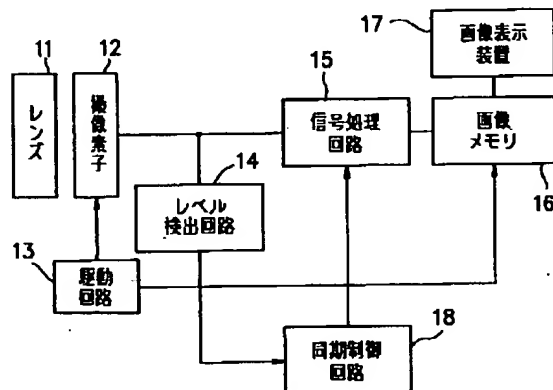 11
レンズ
12
撮像素子
13
駆動
回路
14
レベル
検出回路
15
信号処理
回路
16
画像
メモリ
17
画像表示
装置
18
同期制御
回路